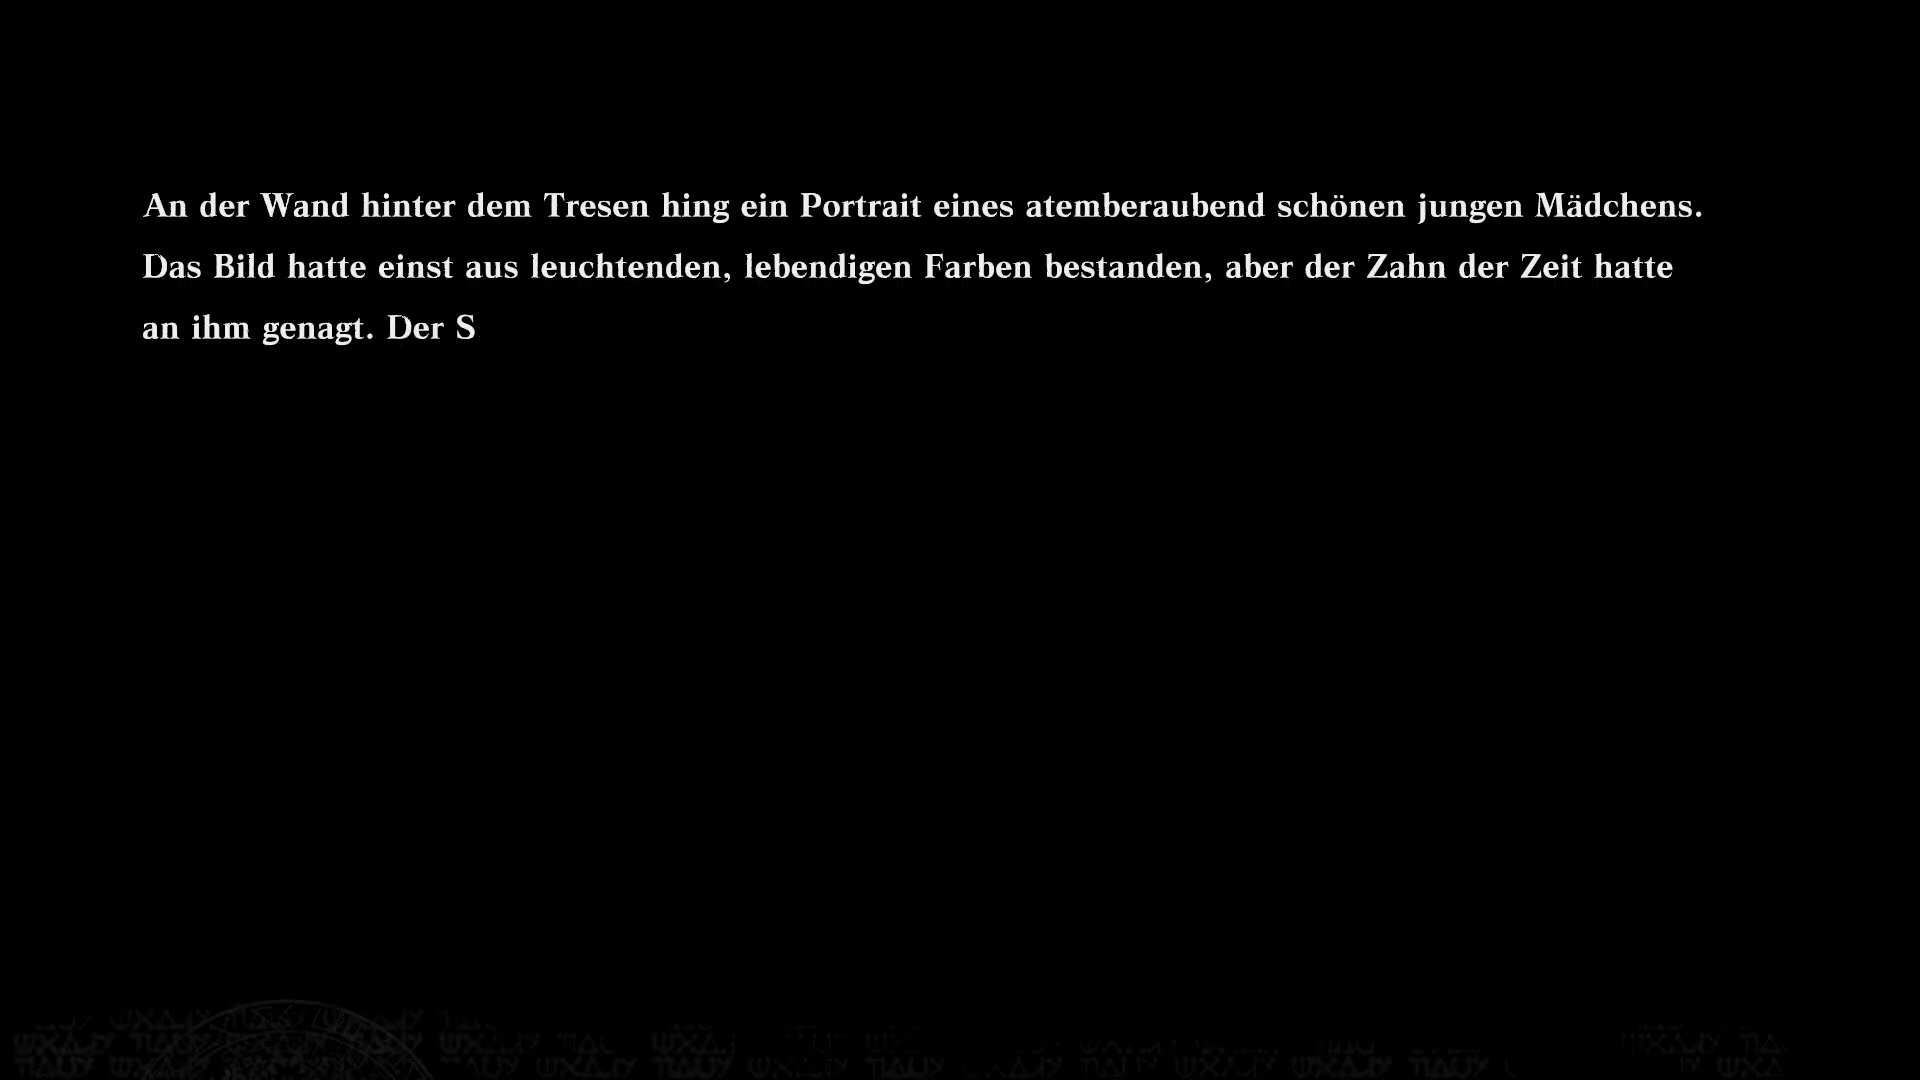 An der Wand hinter dem Tresen hing ein Portrait eines atemberaubend schönen jungen Mädchens.
Das Bild hatte einst aus leuchtenden, lebendigen Farben bestanden, aber der Zahn der Zeit hatte
an ihm genagt. Der S